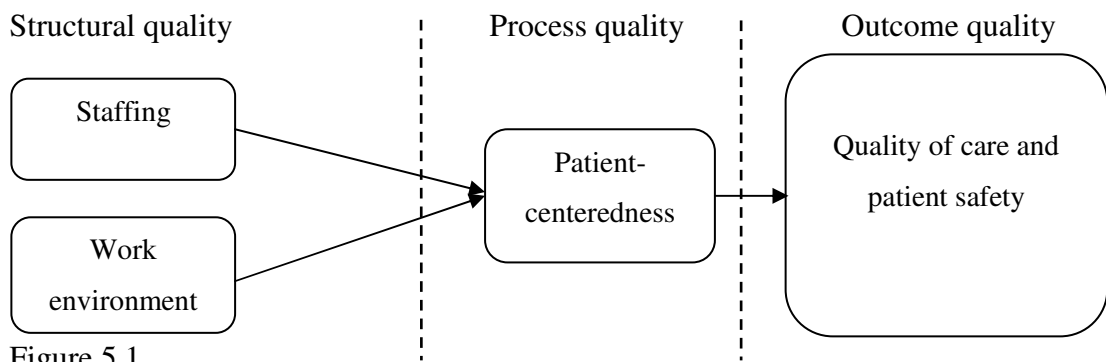 Structural quality
Process quality
Outcome quality
Staffing
Work
environment
Patient-
centeredness
Quality of care and
patient safety
Figure 5.1